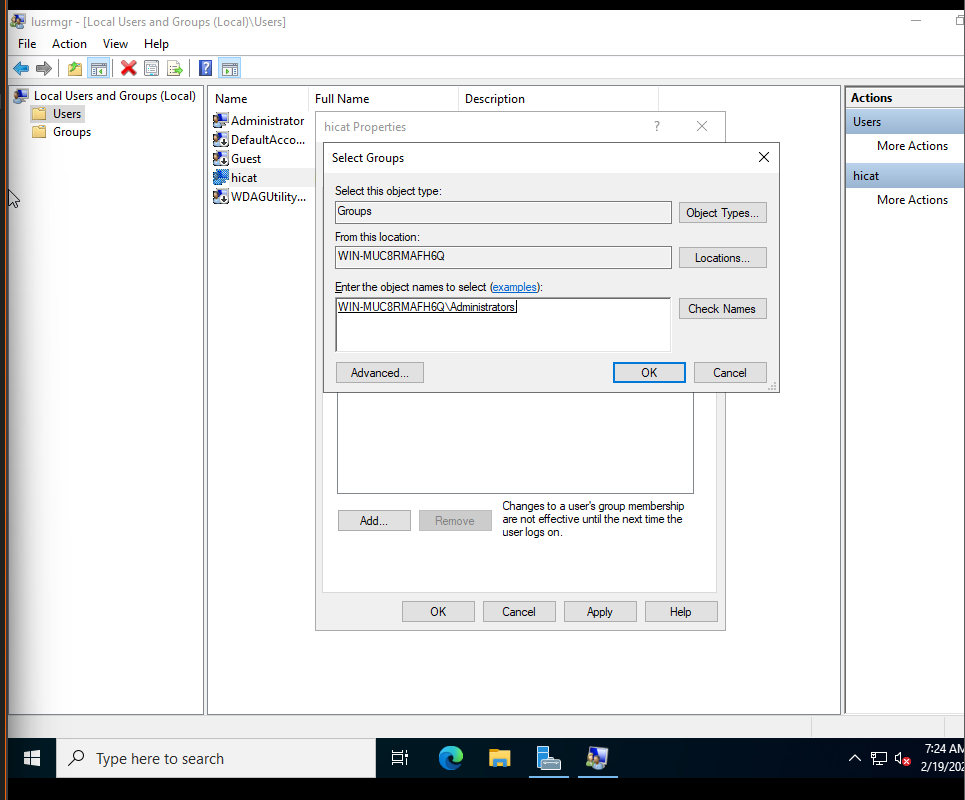 lusrmgr - [Local Users and Groups (Local)\Users]
File Action View Help
Local Users and Groups (Local)
Users
Groups
Name Full Name Description
Administrator
DefaultAcco...
Guest
hicat
WDAGUtility...
Actions
Users
More Actions
hicat
More Actions
hicat Properties
?
Select Groups
Select this object type:
Groups
Object Types...
From this location:
WIN-MUC8RMAFH6Q
Locations...
Enter the object names to select (examples):
WIN-MUC8RMAFH6Q\Administrators
Check Names
Advanced... OK Cancel
Add... Remove
Changes to a user's group membership
are not effective until the next time the
user logs on.
OK Cancel Apply Help
Type here to search
7:24 AM
2/19/202